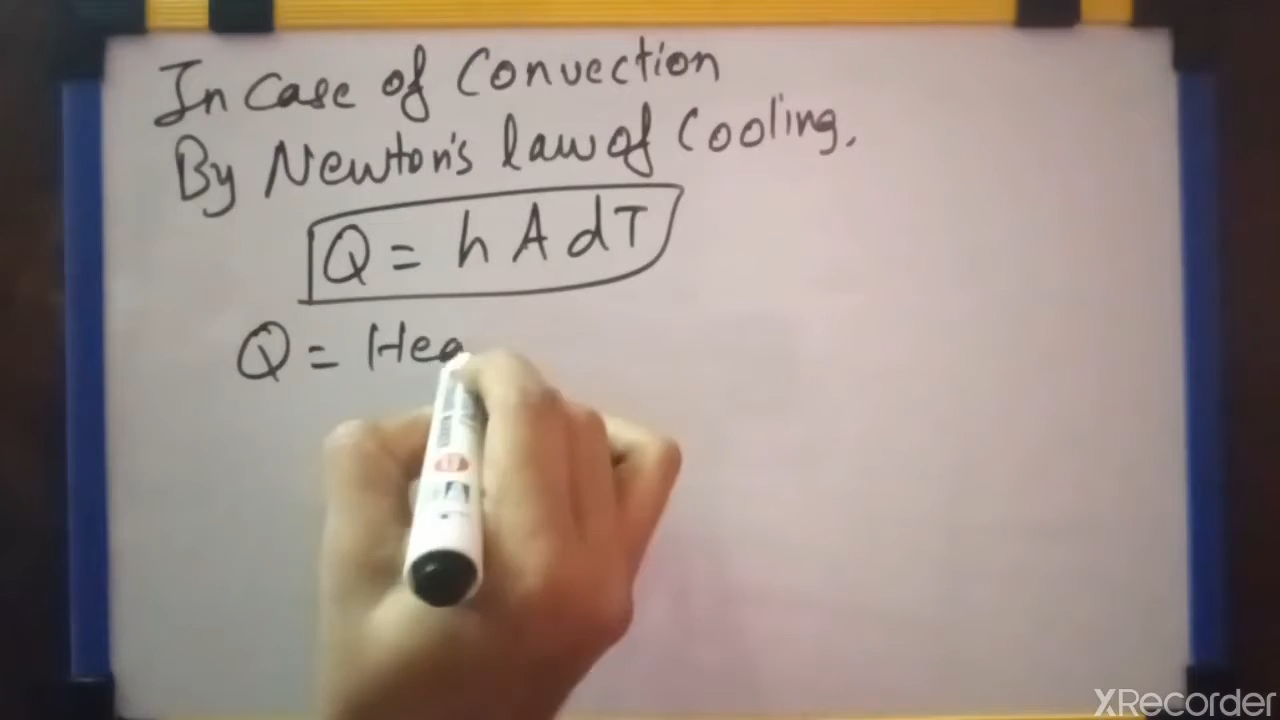 In Case of Convection
By Newton's law of Cooling,
Q = h A dT
Q = Hea
XRecorder